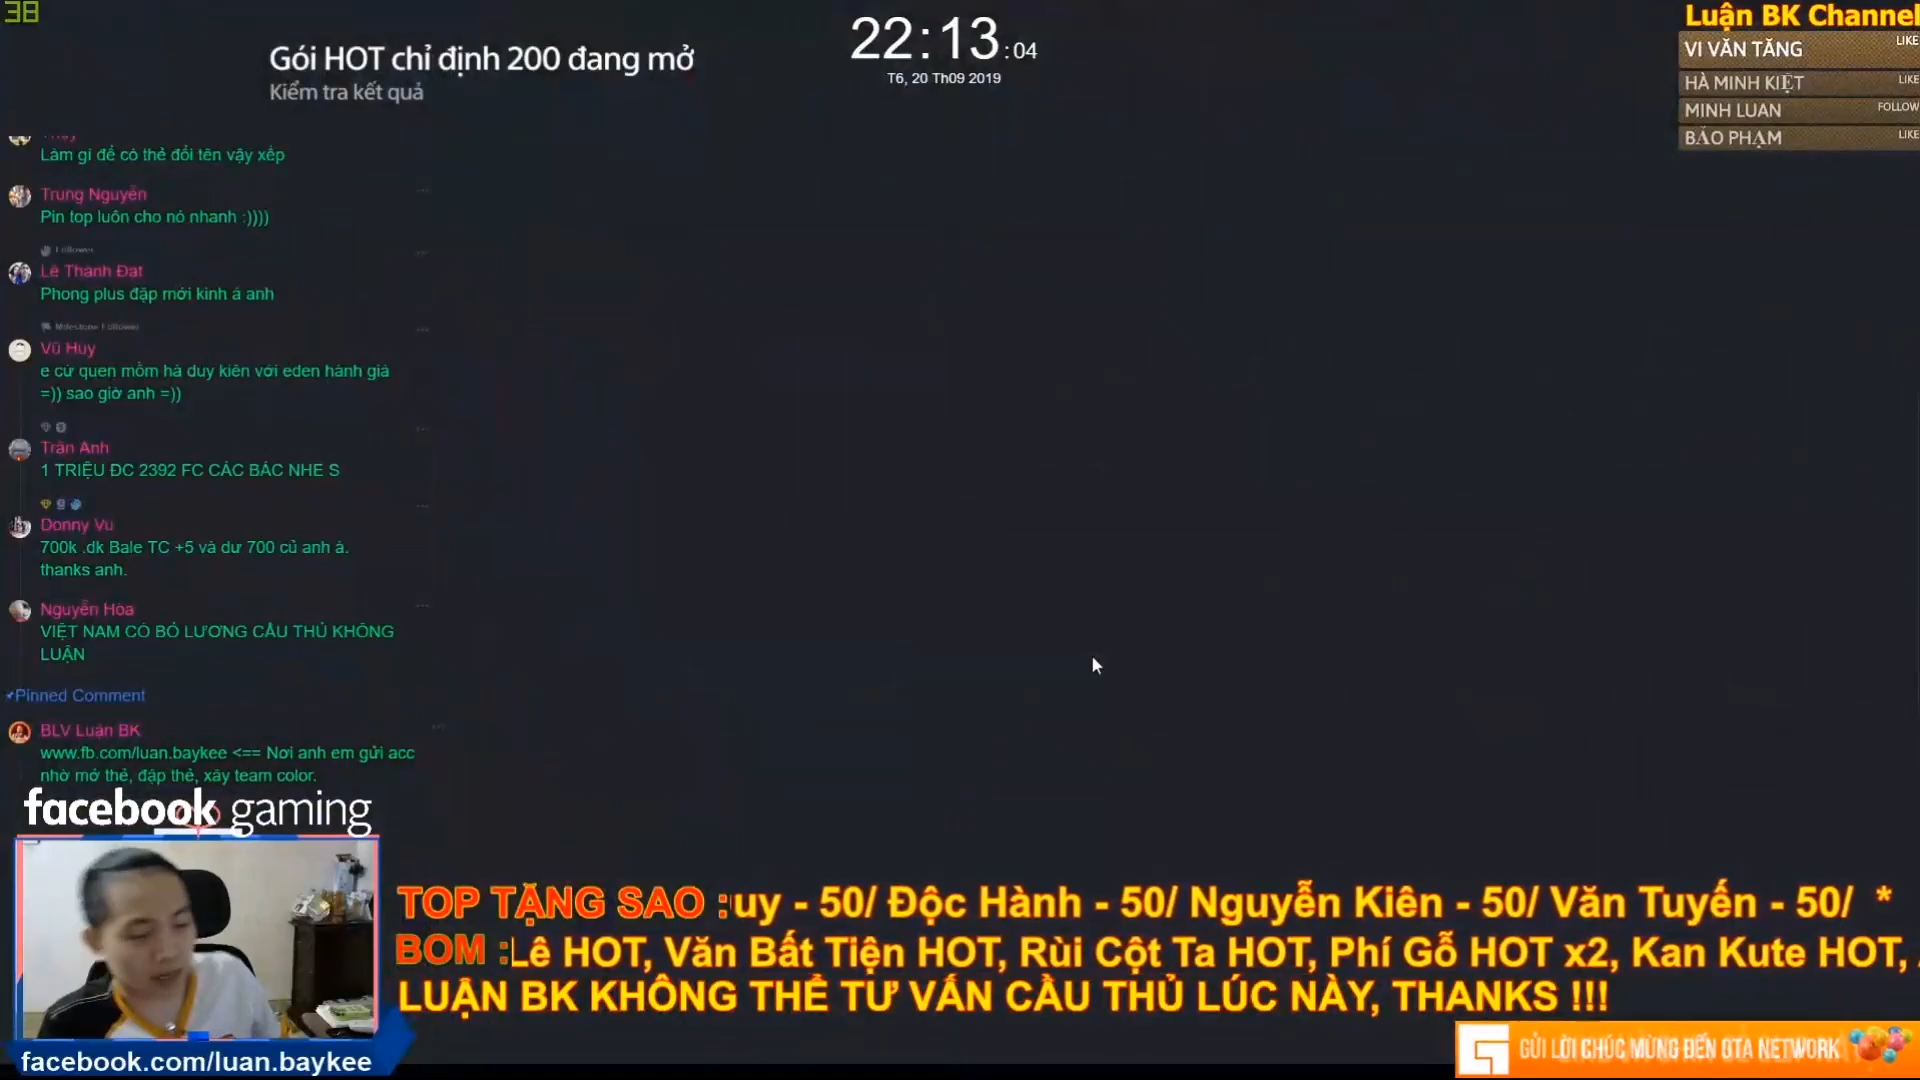 38
Gói HOT chỉ định 200 đang mở
Kiểm tra kết quả
22:13:04
T6, 20 Th09 2019
Luận BK Channel
VI VĂN TĂNG LIKE
HÀ MINH KIỆT LIKE
MINH LUAN FOLLOW
BẢO PHẠM LIKE
Làm gì để có thẻ đổi tên vậy xếp
Trung Nguyễn
Pin top luôn cho nó nhanh :))))
Follower
Lê Thành Đạt
Phong plus đập mới kinh á anh
Milestone Follower
Vũ Huy
e cứ quen mồm hà duy kiên với eden hành giả
=)) sao giờ anh =))
Trần Anh
1 TRIỆU ĐC 2392 FC CÁC BÁC NHE S
Donny Vu
700k .dk Bale TC +5 và dư 700 củ anh à.
thanks anh.
Nguyễn Hòa
VIỆT NAM CÓ BỎ LƯƠNG CẦU THỦ KHÔNG
LUẬN
Pinned Comment
BLV Luận BK
www.fb.com/luan.baykee <== Nơi anh em gửi acc
nhờ mở thẻ, đập thẻ, xây team color.
facebook gaming
TOP TẶNG SAO : uy - 50/ Độc Hành - 50/ Nguyễn Kiên - 50/ Văn Tuyến - 50/ *
BOM : Lê HOT, Văn Bất Tiện HOT, Rùi Cột Ta HOT, Phí Gỗ HOT x2, Kan Kute HOT,
LUẬN BK KHÔNG THỂ TƯ VẤN CẦU THỦ LÚC NÀY, THANKS !!!
facebook.com/luan.baykee
GỬI LỜI CHÚC MỪNG ĐẾN GTA NETWORK